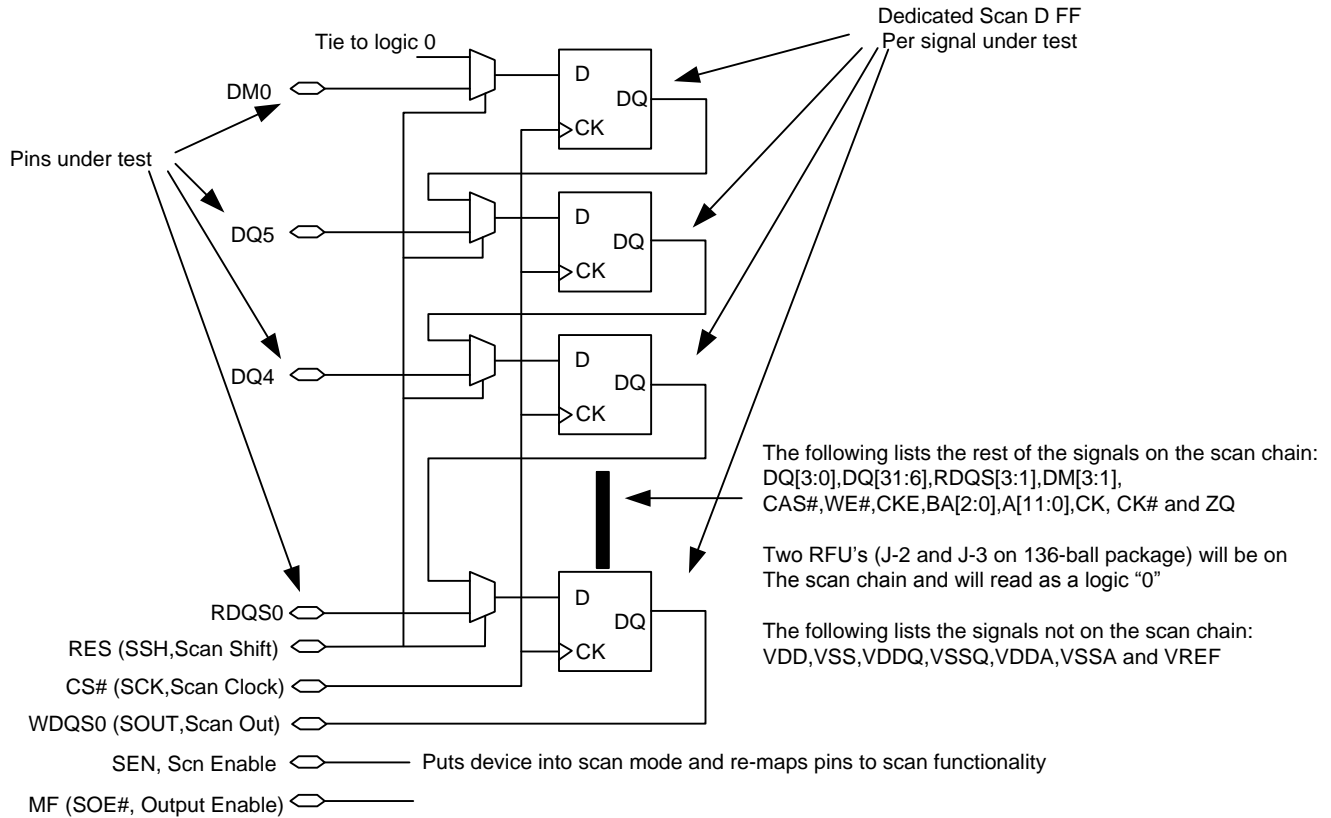 Dedicated Scan D FF
Per signal under test
Tie to logic 0
D
DQ
CK
DM0
Pins under test
D
DQ
CK
DQ5
D
DQ
CK
DQ4
The following lists the rest of the signals on the scan chain:
DQ[3:0],DQ[31:6],RDQS[3:1],DM[3:1],
CAS#,WE#,CKE,BA[2:0],A[11:0],CK, CK# and ZQ
Two RFU's (J-2 and J-3 on 136-ball package) will be on
The scan chain and will read as a logic “0”
The following lists the signals not on the scan chain:
VDD,VSS,VDDQ,VSSQ,VDDA,VSSA and VREF
D
DQ
CK
RDQS0
RES (SSH,Scan Shift)
CS# (SCK,Scan Clock)
WDQS0 (SOUT,Scan Out)
SEN, Scn Enable
Puts device into scan mode and re-maps pins to scan functionality
MF (SOE#, Output Enable)